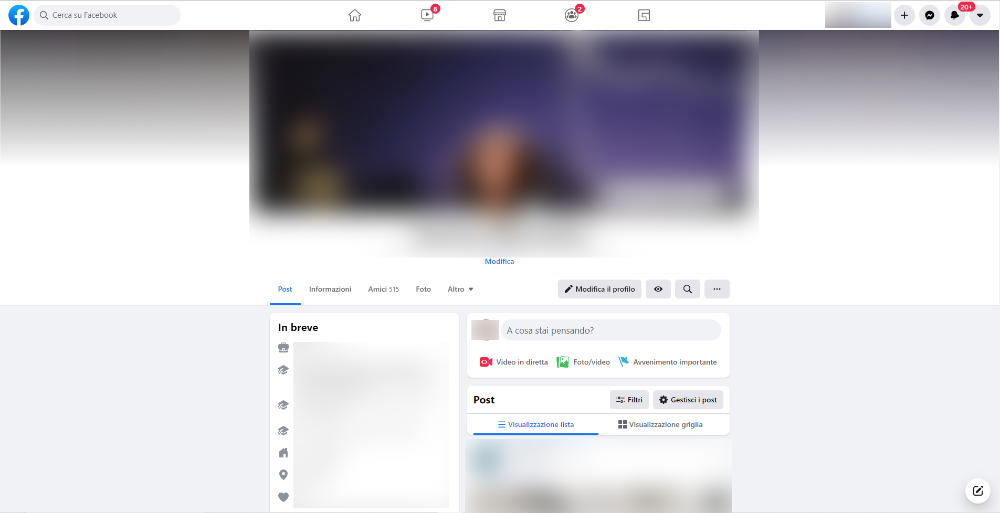 Cerca su Facebook
6
2
20+
Modifica
Post Informazioni Amici 515 Foto Altro
Modifica il profilo
In breve
A cosa stai pensando?
Video in diretta Foto/video Avvenimento importante
Post Filtri Gestisci i post
Visualizzazione lista Visualizzazione griglia